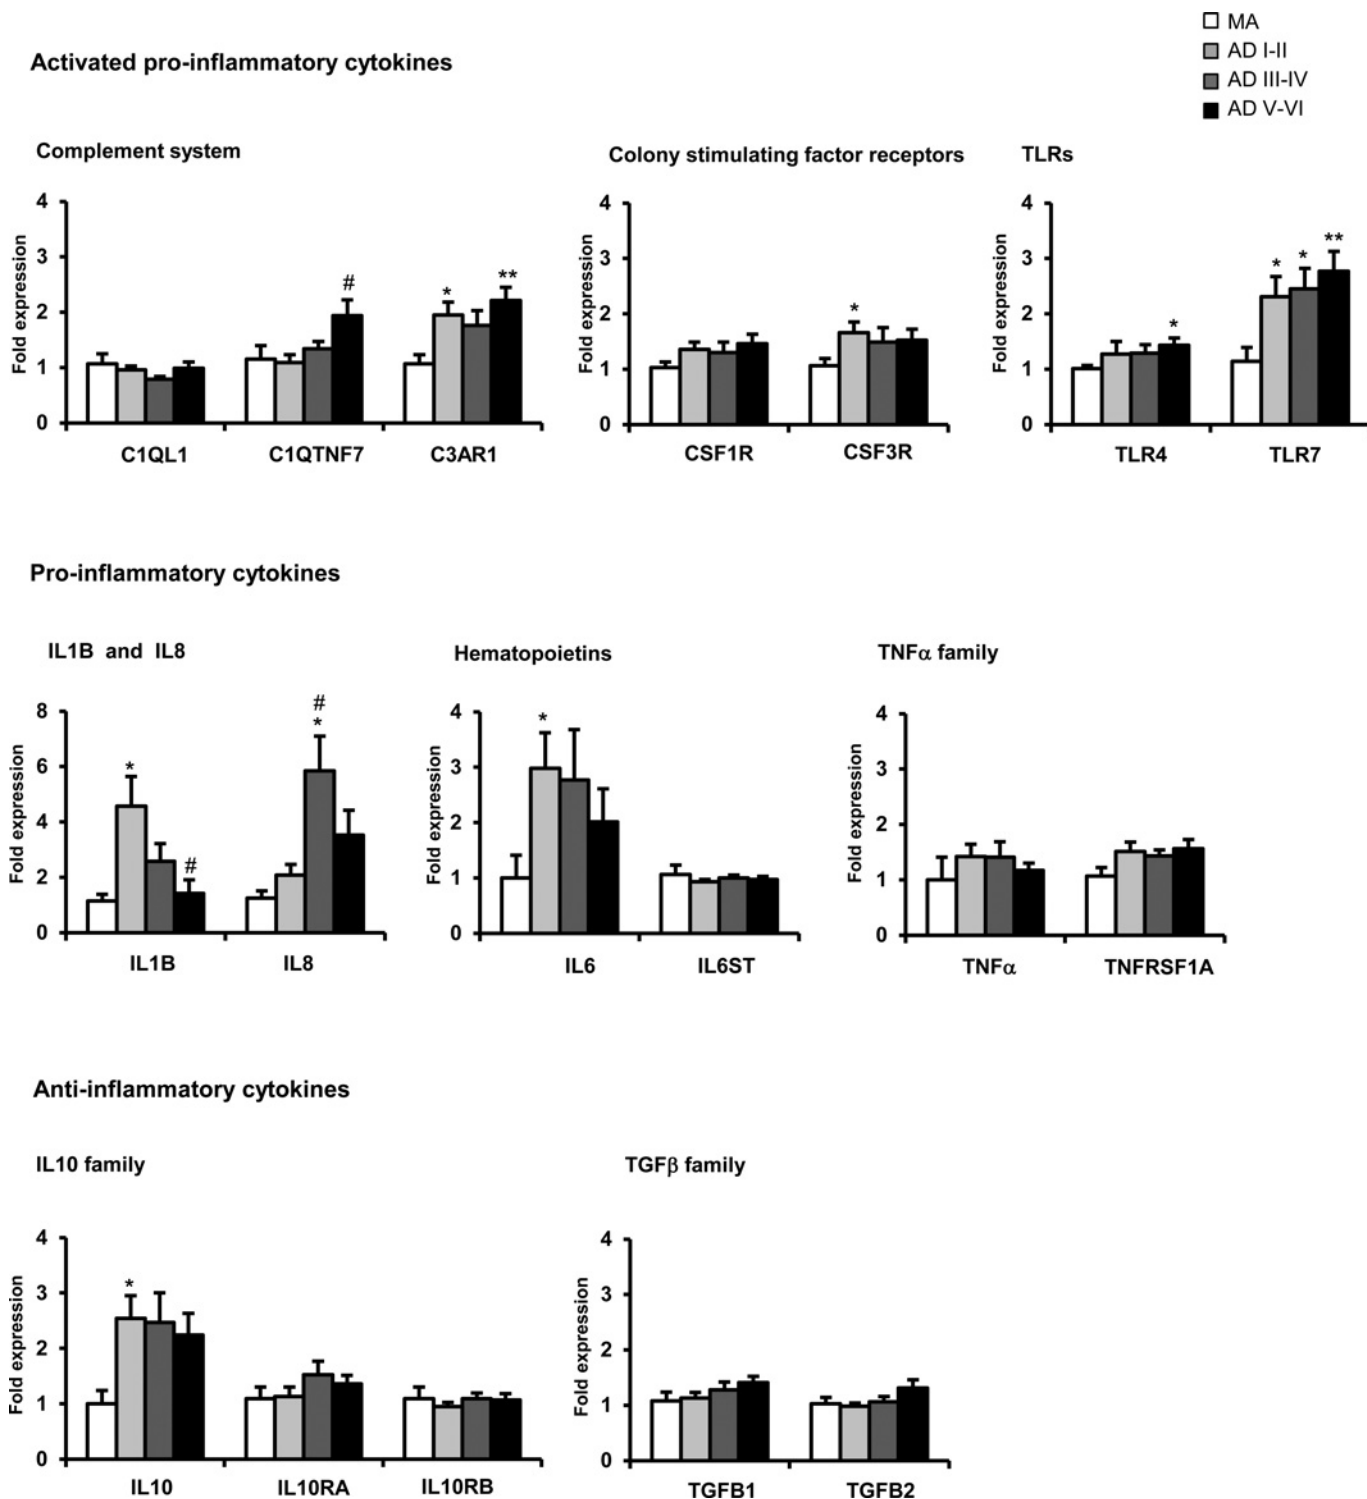 MA
AD I-II
AD III-IV
AD V-VI
Activated pro-inflammatory cytokines
Complement system
Fold expression
4
3
2
1
0
#
*
**
C1QL1
C1QTNF7
C3AR1
Colony stimulating factor receptors
Fold expression
4
3
2
1
0
*
CSF1R
CSF3R
TLRs
Fold expression
4
3
2
1
0
*
*
*
**
TLR4
TLR7
Pro-inflammatory cytokines
IL1B and IL8
Fold expression
8
6
4
2
0
*
#
#
*
IL1B
IL8
Hematopoietins
Fold expression
4
3
2
1
0
*
IL6
IL6ST
TNFα family
Fold expression
4
3
2
1
0
TNFα
TNFRSF1A
Anti-inflammatory cytokines
IL10 family
Fold expression
4
3
2
1
0
*
IL10
IL10RA
IL10RB
TGFβ family
Fold expression
4
3
2
1
0
TGFB1
TGFB2